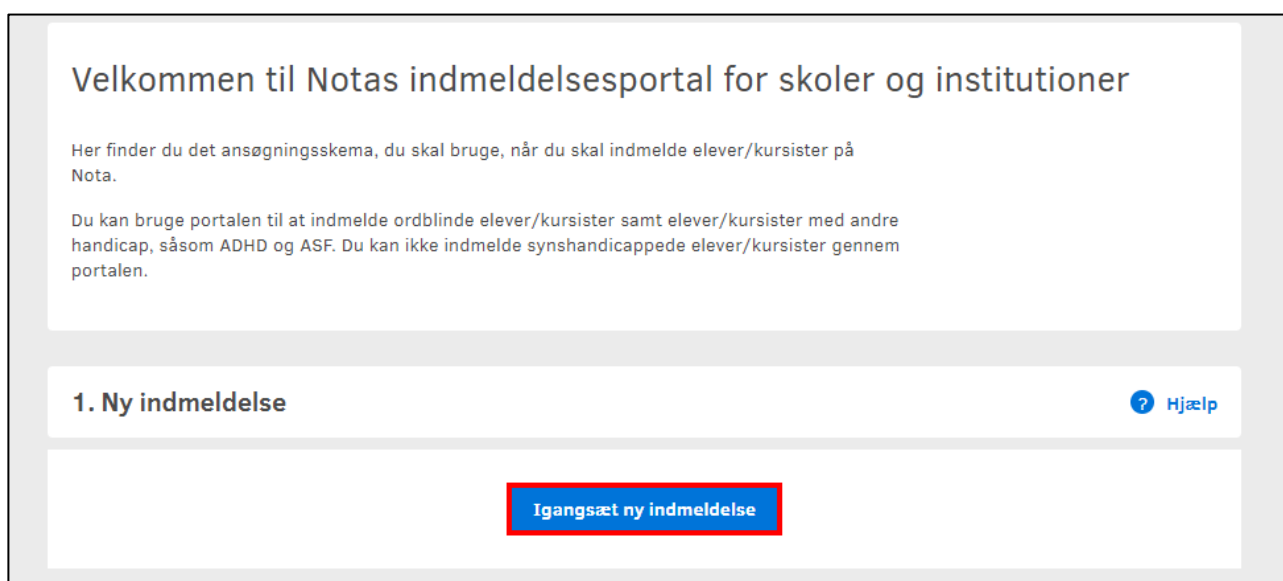 Velkommen til Notas indmeldelsesportal for skoler og institutioner
Her finder du det ansøgningsskema, du skal bruge, når du skal indmelde elever/kursister på
Nota.
Du kan bruge portalen til at indmelde ordblinde elever/kursister samt elever/kursister med andre
handicap, såsom ADHD og ASF. Du kan ikke indmelde synshandicappede elever/kursister gennem
portalen.
1. Ny indmeldelse
? Hjælp
Igangsæt ny indmeldelse